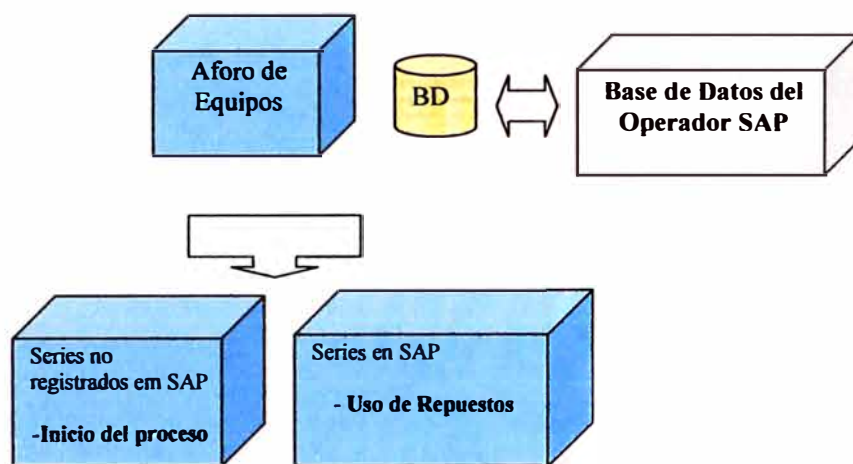 Aforo de
Equipos
BD
Base de Datos del
Operador SAP
Series no
registrados em SAP
-Inicio del proceso
Series en SAP
- Uso de Repuestos